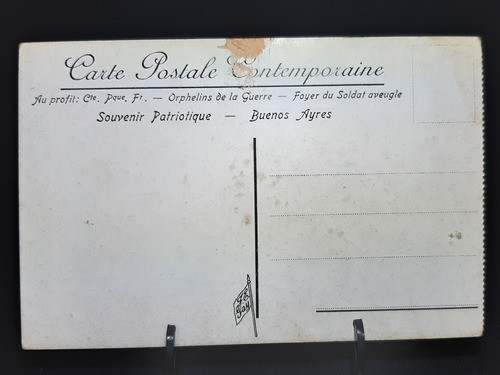 Carte Postale Contemporaine
Au profit: Cte. Pque. Fr. — Orphelins de la Guerre — Foyer du Soldat aveugle
Souvenir Patriotique — Buenos Ayres